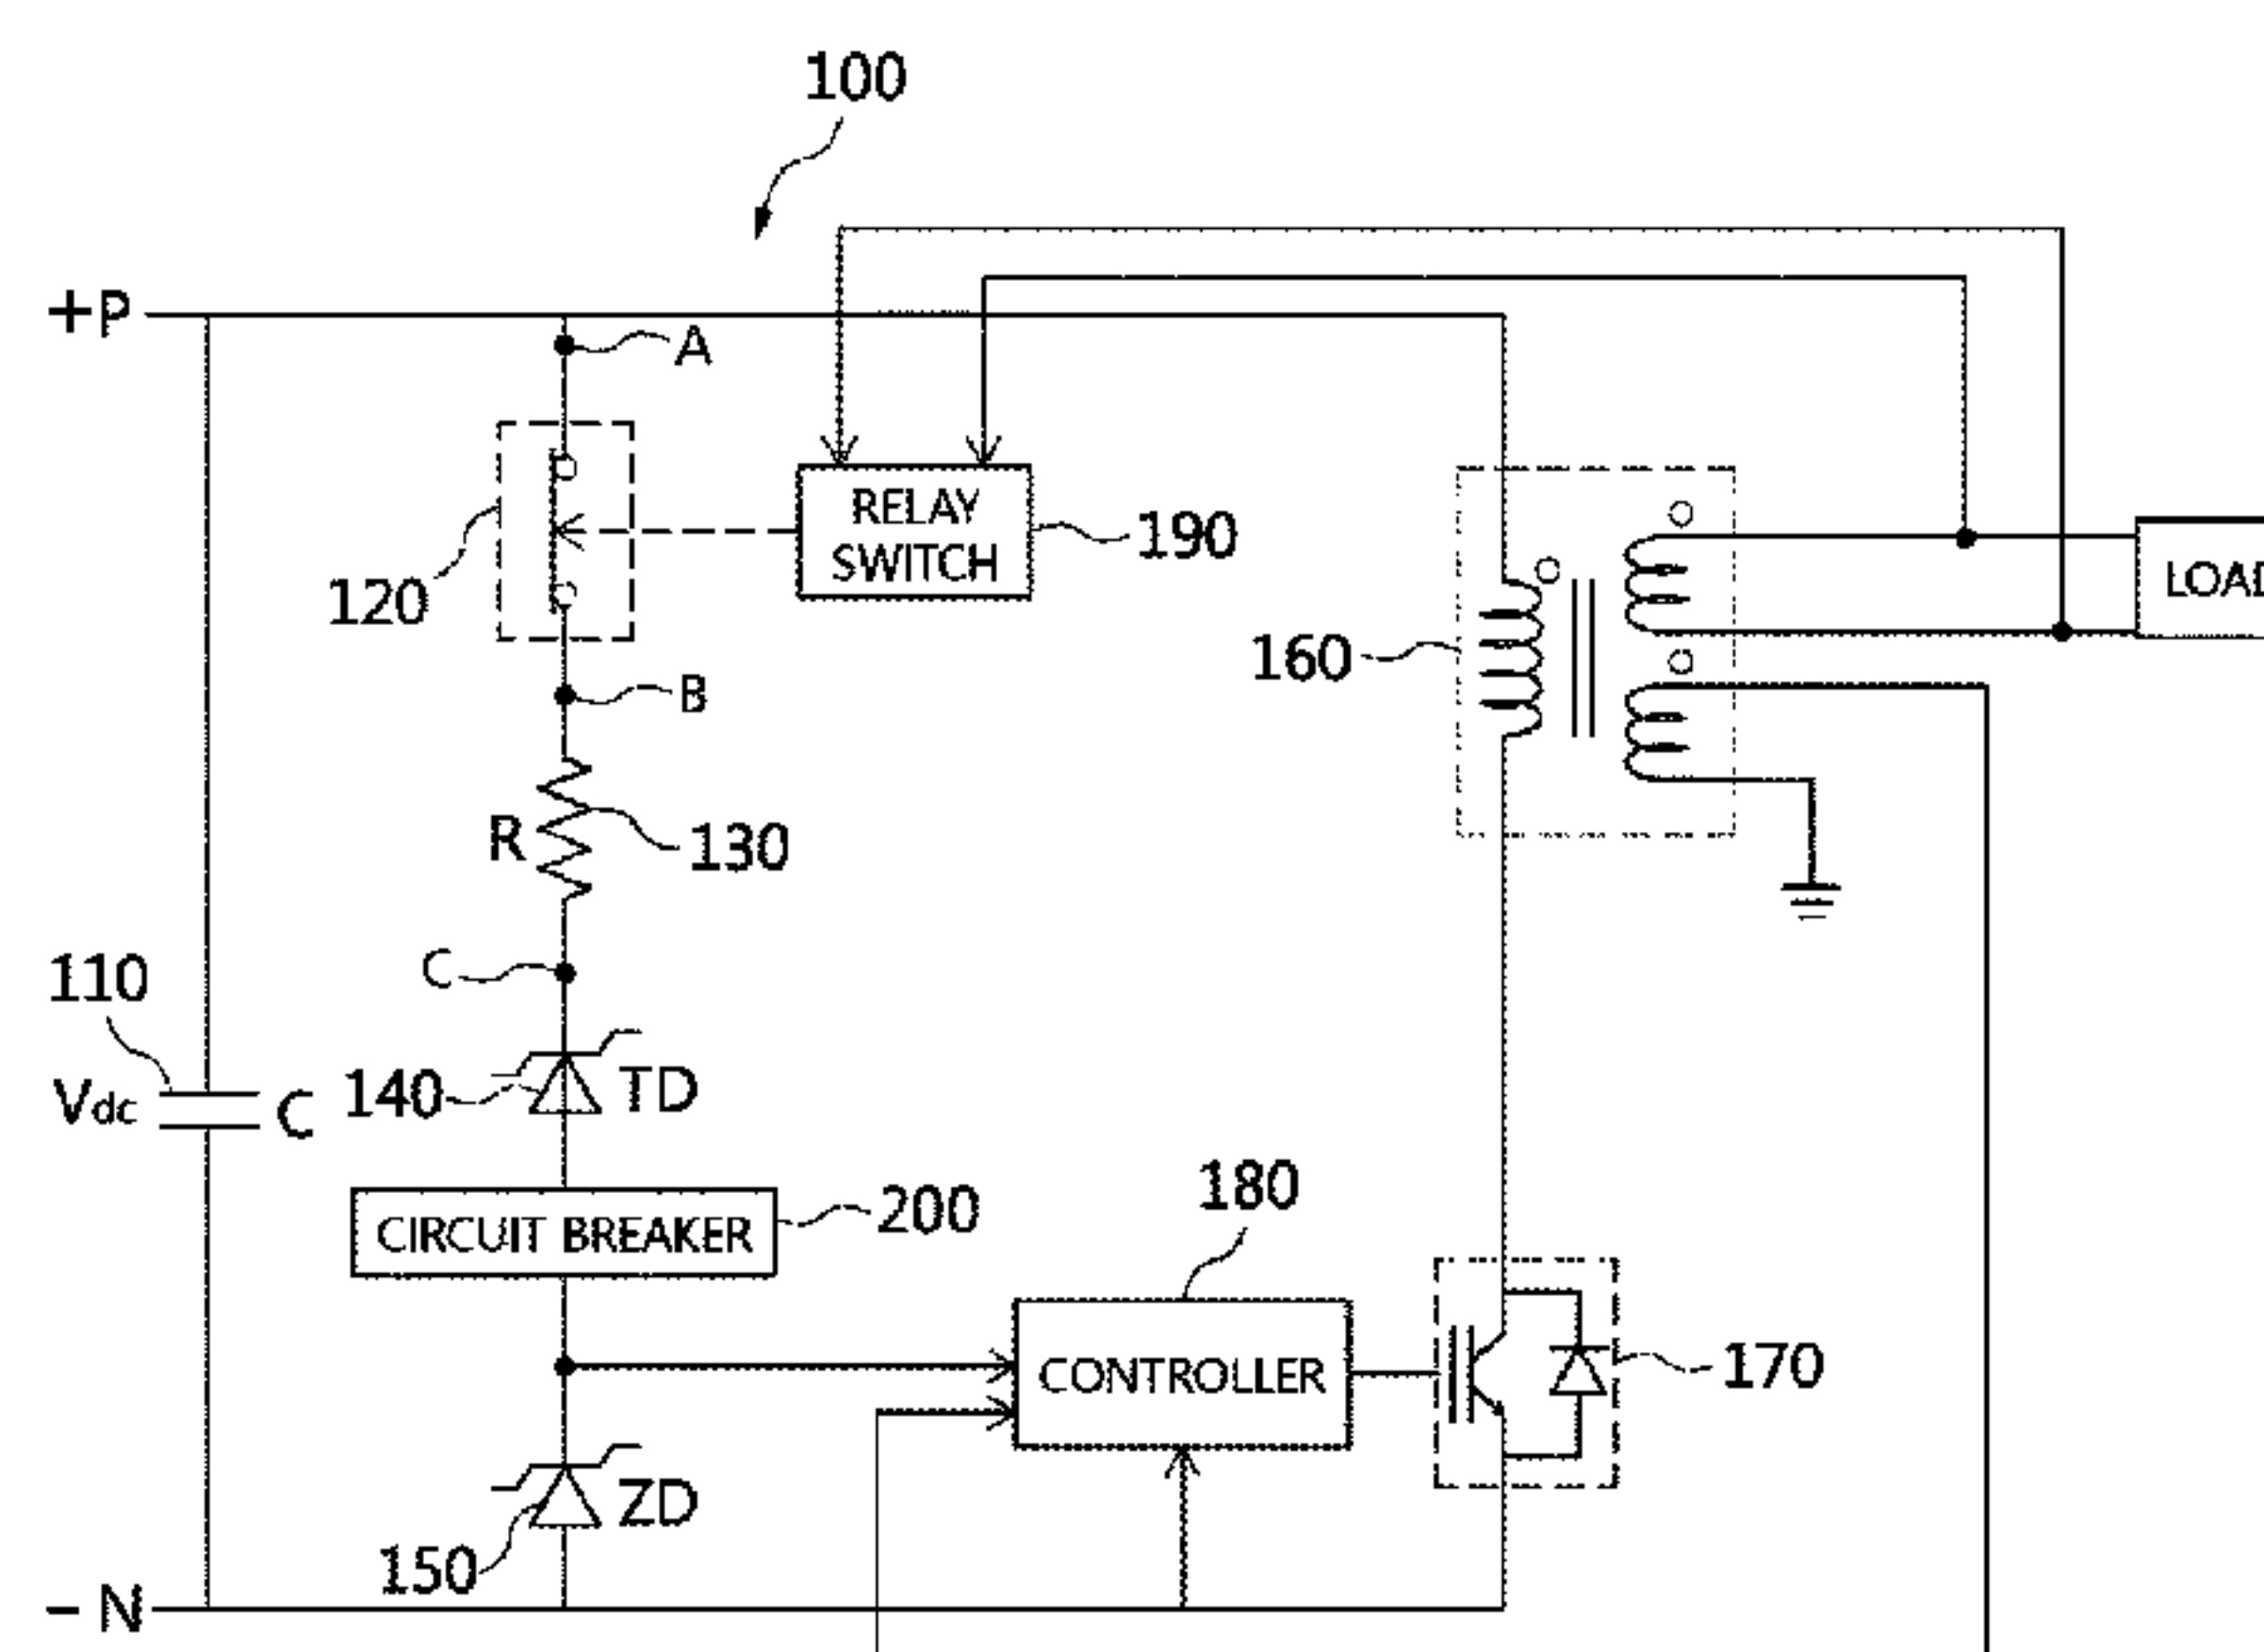 100
+P
A
RELAY
SWITCH
190
120
LOAD
160
B
R
130
C
110
140
TD
Vdc
C
180
CIRCUIT BREAKER
200
CONTROLLER
170
ZD
150
- N